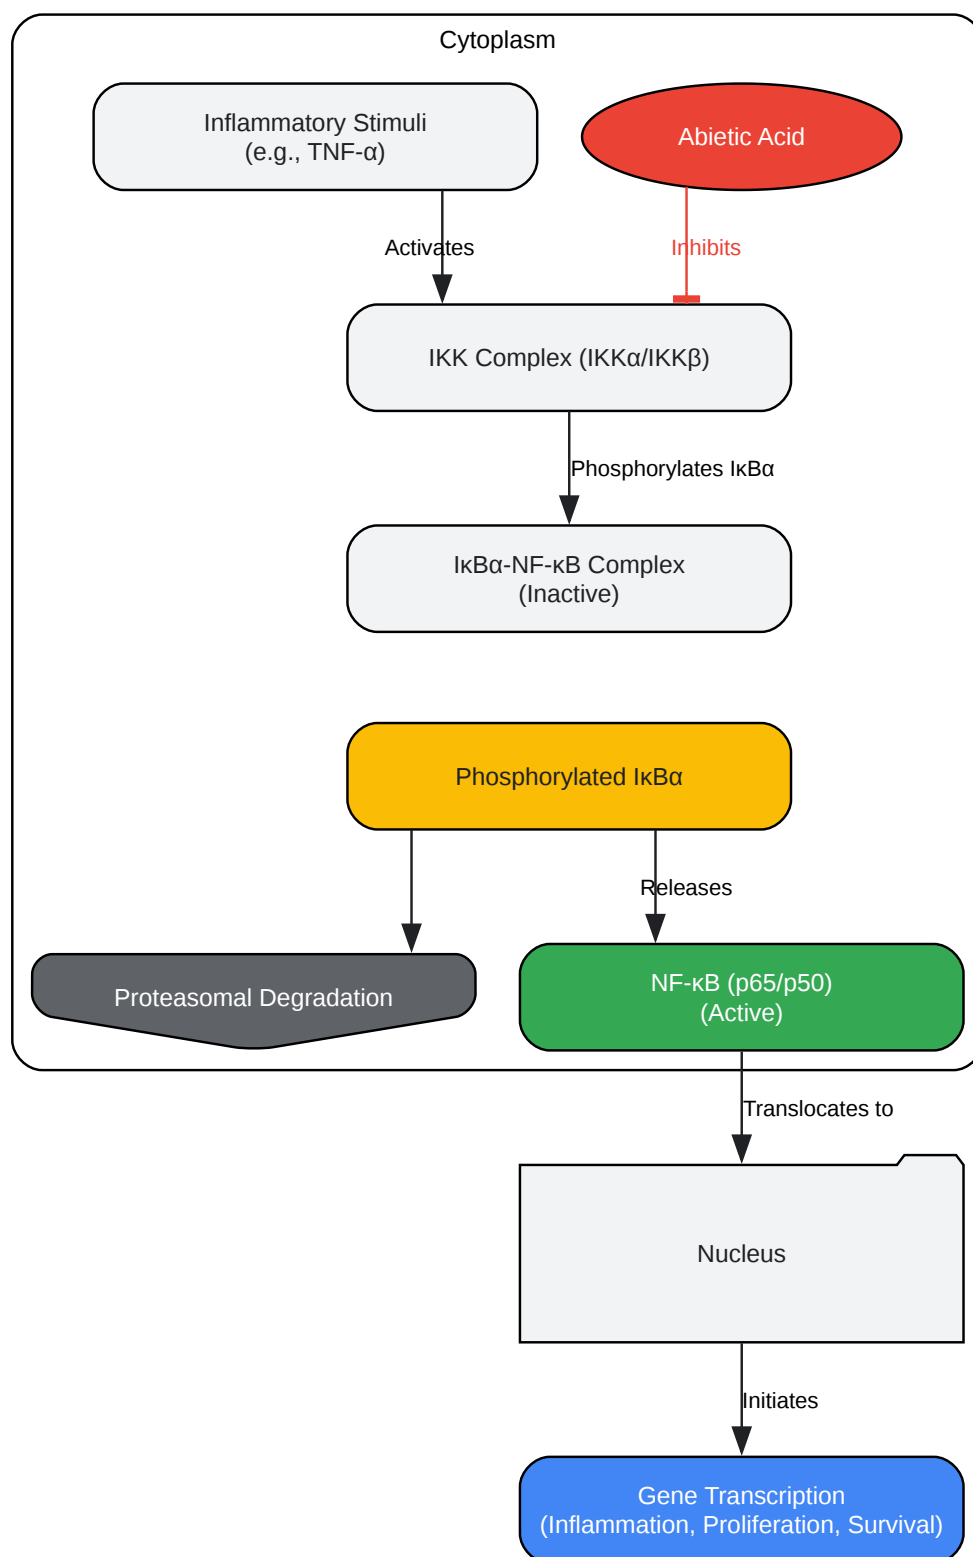 Cytoplasm
Inflammatory Stimuli
(e.g., TNF-α)
Abietic Acid
Activates
Inhibits
IKK Complex (IKKα/IKKβ)
Phosphorylates IκBα
IκBα-NF-κB Complex
(Inactive)
Phosphorylated IκBα
Releases
Proteasomal Degradation
NF-κB (p65/p50)
(Active)
Translocates to
Nucleus
Initiates
Gene Transcription
(Inflammation, Proliferation, Survival)